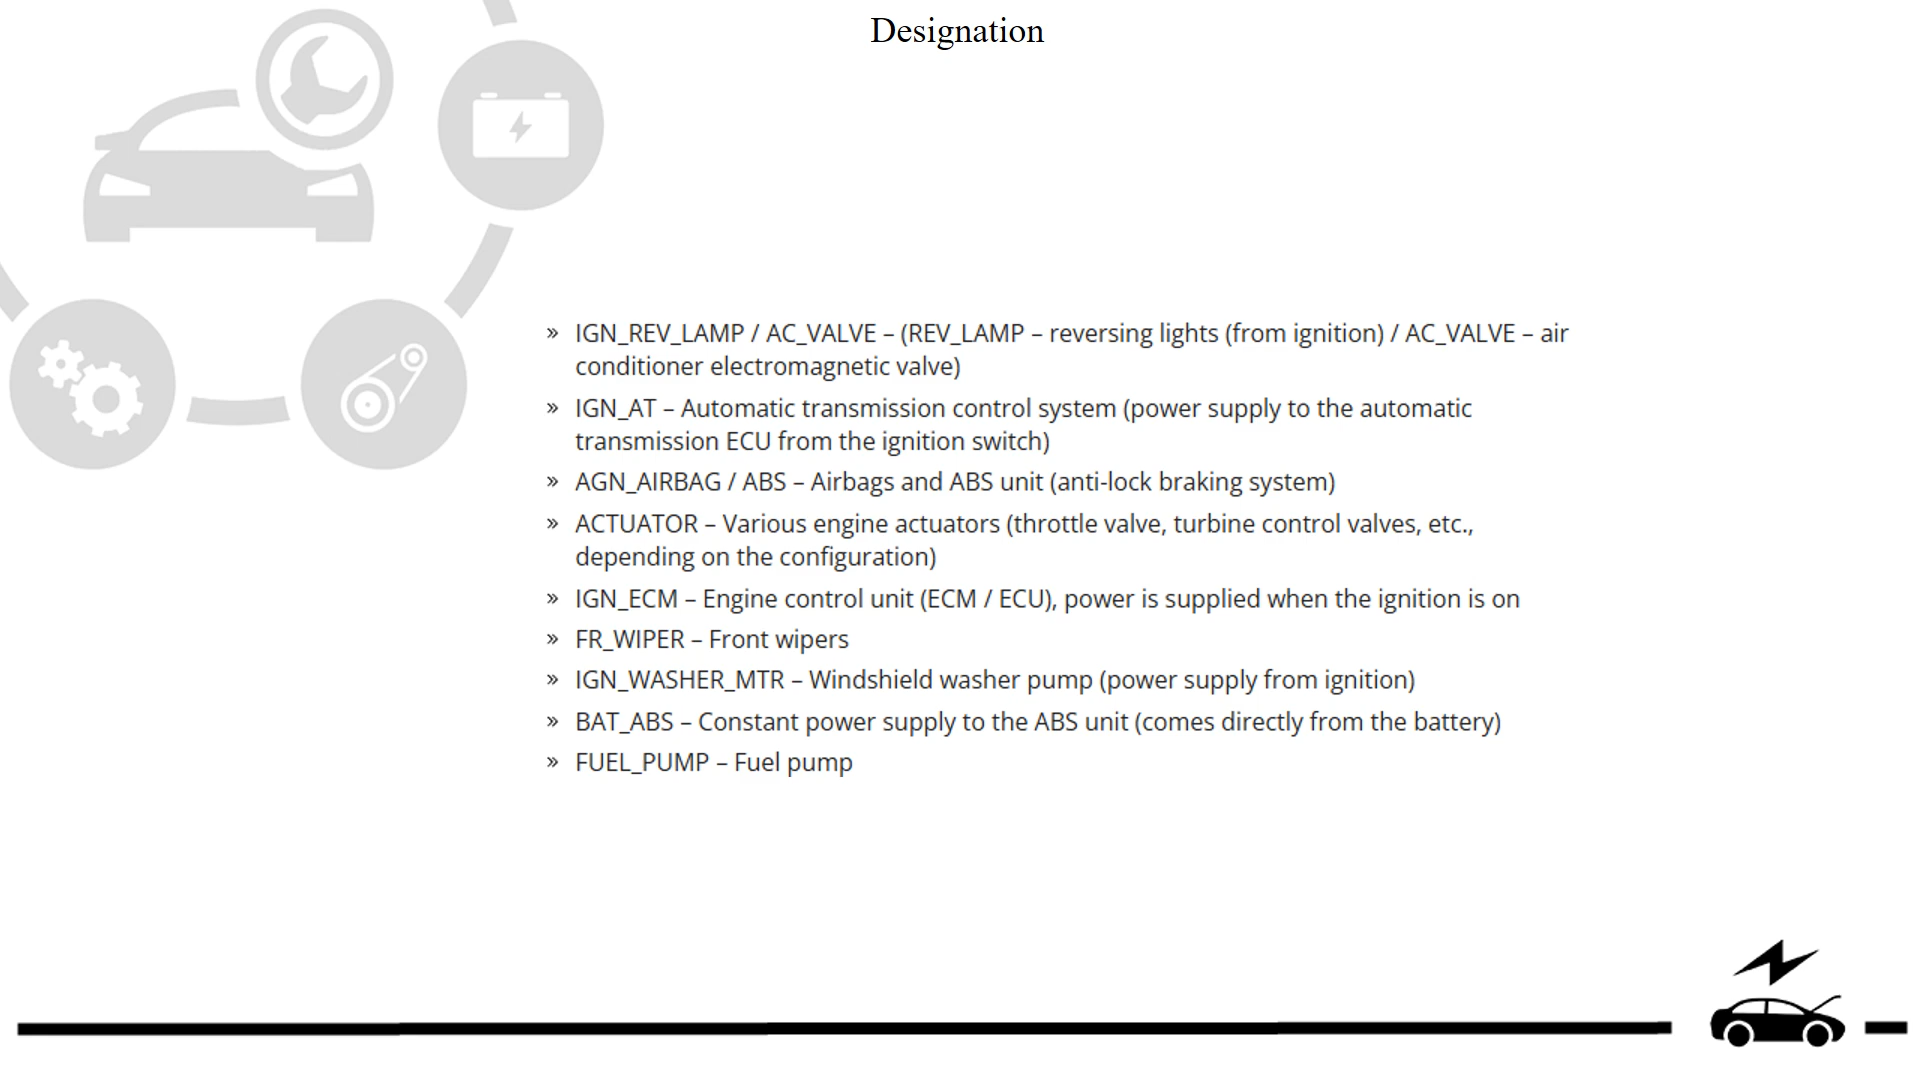 Designation
» IGN_REV_LAMP / AC_VALVE – (REV_LAMP – reversing lights (from ignition) / AC_VALVE – air
conditioner electromagnetic valve)
» IGN_AT – Automatic transmission control system (power supply to the automatic
transmission ECU from the ignition switch)
» AGN_AIRBAG / ABS – Airbags and ABS unit (anti-lock braking system)
» ACTUATOR – Various engine actuators (throttle valve, turbine control valves, etc.,
depending on the configuration)
» IGN_ECM – Engine control unit (ECM / ECU), power is supplied when the ignition is on
» FR_WIPER – Front wipers
» IGN_WASHER_MTR – Windshield washer pump (power supply from ignition)
» BAT_ABS – Constant power supply to the ABS unit (comes directly from the battery)
» FUEL_PUMP – Fuel pump